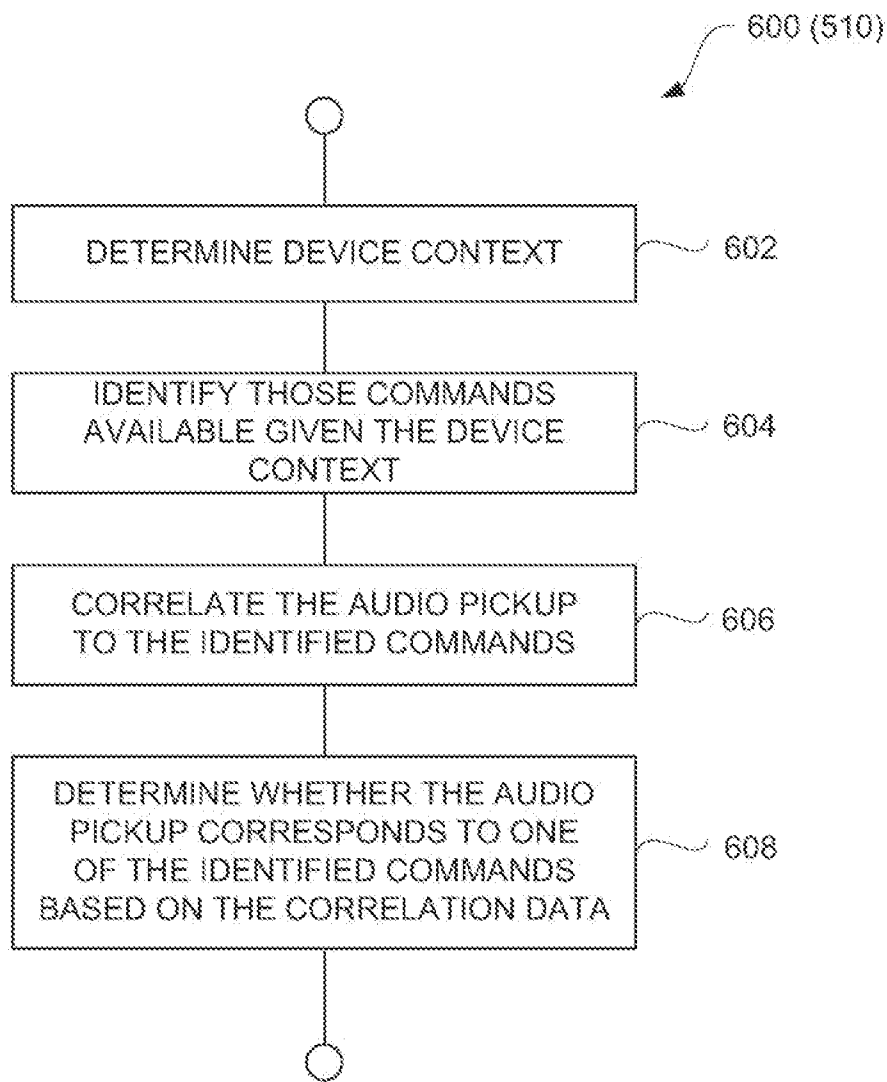 600 (510)
DETERMINE DEVICE CONTEXT
602
IDENTIFY THOSE COMMANDS
AVAILABLE GIVEN THE DEVICE
CONTEXT
604
CORRELATE THE AUDIO PICKUP
TO THE IDENTIFIED COMMANDS
606
DETERMINE WHETHER THE AUDIO
PICKUP CORRESPONDS TO ONE
OF THE IDENTIFIED COMMANDS
BASED ON THE CORRELATION DATA
608